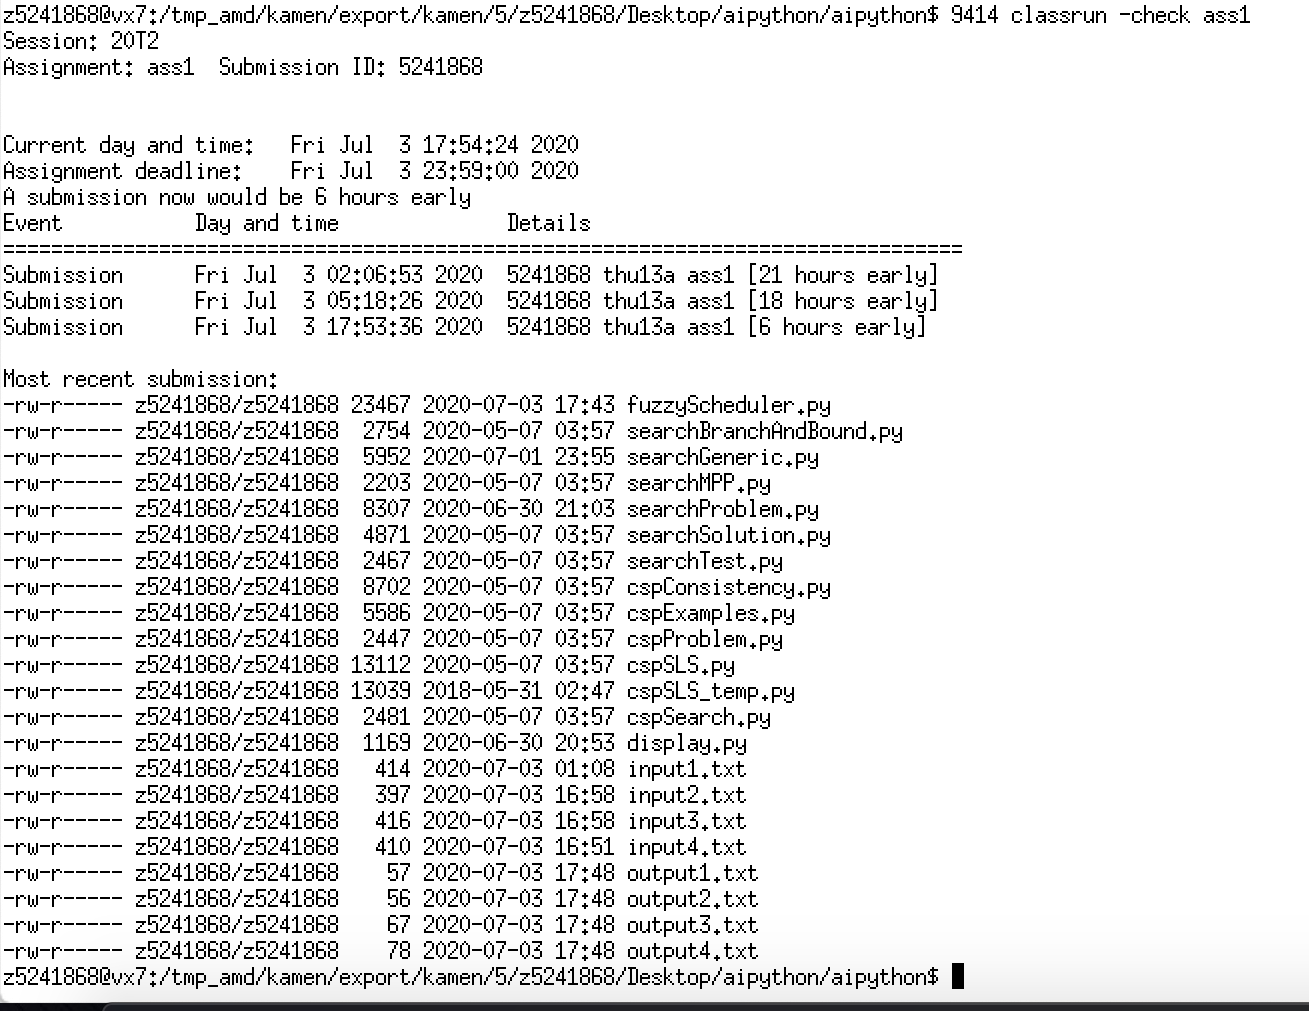 z5241868@vx7:/tmp_amd/kamen/export/kamen/5/z5241868/Desktop/aipython/aipython$ 9414 classrun -check ass1
Session: 20T2
Assignment: ass1  Submission ID: 5241868
Current day and time:   Fri Jul  3 17:54:24 2020
Assignment deadline:    Fri Jul  3 23:59:00 2020
A submission now would be 6 hours early
Event           Day and time              Details
================================================================================
Submission      Fri Jul  3 02:06:53 2020  5241868 thu13a ass1 [21 hours early]
Submission      Fri Jul  3 05:18:26 2020  5241868 thu13a ass1 [18 hours early]
Submission      Fri Jul  3 17:53:36 2020  5241868 thu13a ass1 [6 hours early]
Most recent submission:
-rw-r----- z5241868/z5241868 23467 2020-07-03 17:43 fuzzyScheduler.py
-rw-r----- z5241868/z5241868  2754 2020-05-07 03:57 searchBranchAndBound.py
-rw-r----- z5241868/z5241868  5952 2020-07-01 23:55 searchGeneric.py
-rw-r----- z5241868/z5241868  2203 2020-05-07 03:57 searchMPP.py
-rw-r----- z5241868/z5241868  8307 2020-06-30 21:03 searchProblem.py
-rw-r----- z5241868/z5241868  4871 2020-05-07 03:57 searchSolution.py
-rw-r----- z5241868/z5241868  2467 2020-05-07 03:57 searchTest.py
-rw-r----- z5241868/z5241868  8702 2020-05-07 03:57 cspConsistency.py
-rw-r----- z5241868/z5241868  5586 2020-05-07 03:57 cspExamples.py
-rw-r----- z5241868/z5241868  2447 2020-05-07 03:57 cspProblem.py
-rw-r----- z5241868/z5241868 13112 2020-05-07 03:57 cspSLS.py
-rw-r----- z5241868/z5241868 13039 2018-05-31 02:47 cspSLS_temp.py
-rw-r----- z5241868/z5241868  2481 2020-05-07 03:57 cspSearch.py
-rw-r----- z5241868/z5241868  1169 2020-06-30 20:53 display.py
-rw-r----- z5241868/z5241868   414 2020-07-03 01:08 input1.txt
-rw-r----- z5241868/z5241868   397 2020-07-03 16:58 input2.txt
-rw-r----- z5241868/z5241868   416 2020-07-03 16:58 input3.txt
-rw-r----- z5241868/z5241868   410 2020-07-03 16:51 input4.txt
-rw-r----- z5241868/z5241868    57 2020-07-03 17:48 output1.txt
-rw-r----- z5241868/z5241868    56 2020-07-03 17:48 output2.txt
-rw-r----- z5241868/z5241868    67 2020-07-03 17:48 output3.txt
-rw-r----- z5241868/z5241868    78 2020-07-03 17:48 output4.txt
z5241868@vx7:/tmp_amd/kamen/export/kamen/5/z5241868/Desktop/aipython/aipython$